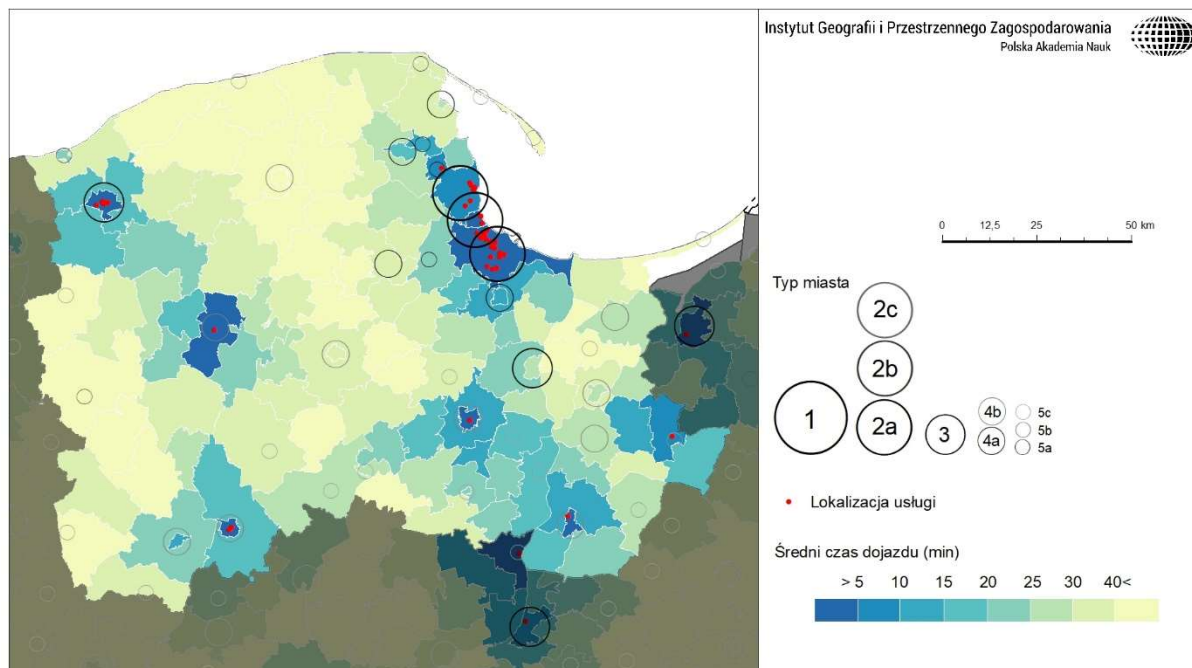 Instytut Geografii i Przestrzennego Zagospodarowania
Polska Akademia Nauk
0 12,5 25 50 km
Typ miasta
2c
2b
1 2a 3 4b 4a 5c 5b 5a
Lokalizacja usługi
Średni czas dojazdu (min)
> 5 10 15 20 25 30 40<